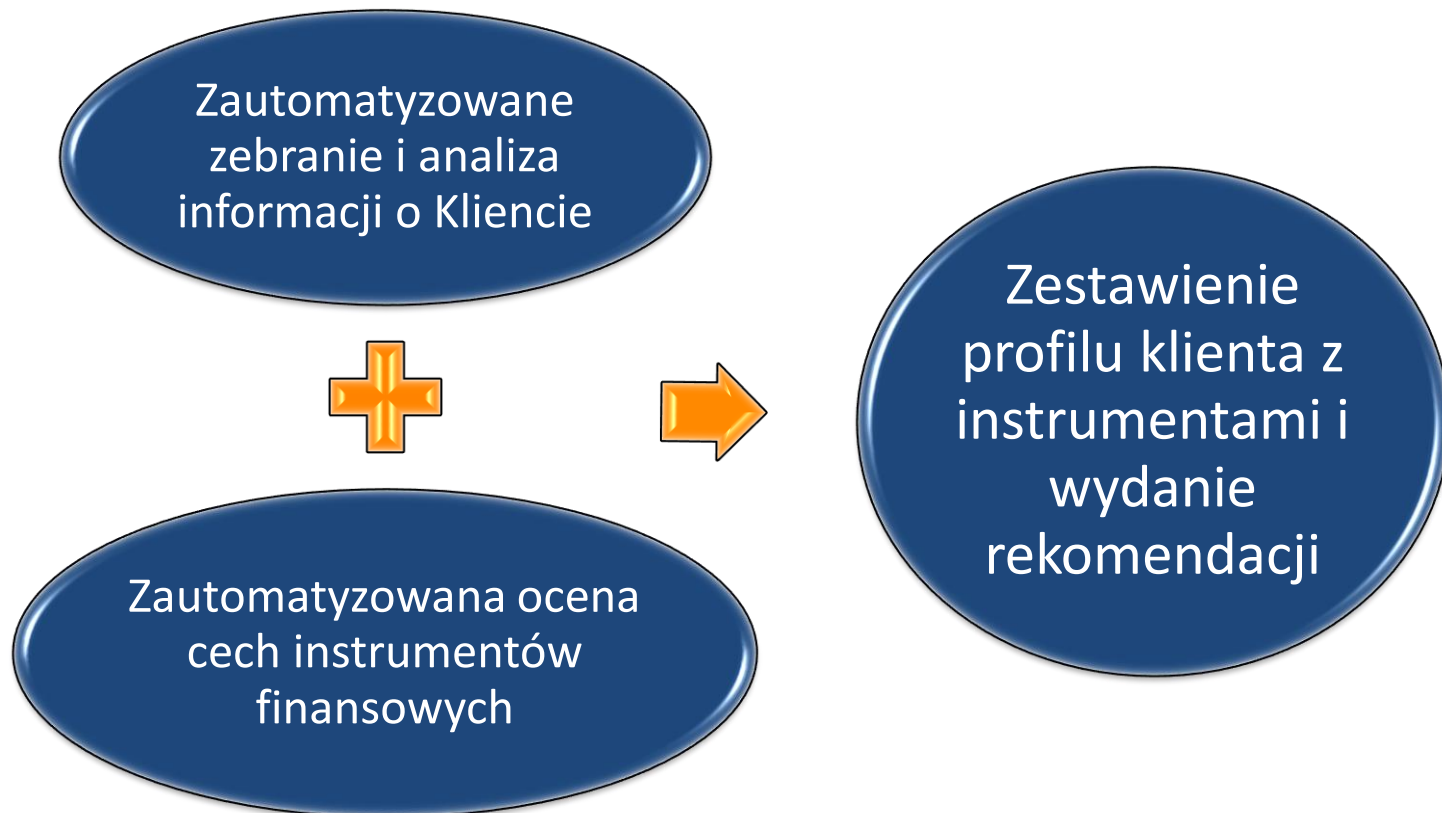 Zautomatyzowane
zebranie i analiza
informacji o Kliencie
Zautomatyzowana ocena
cech instrumentów
finansowych
Zestawienie
profilu klienta z
instrumentami i
wydanie
rekomendacji